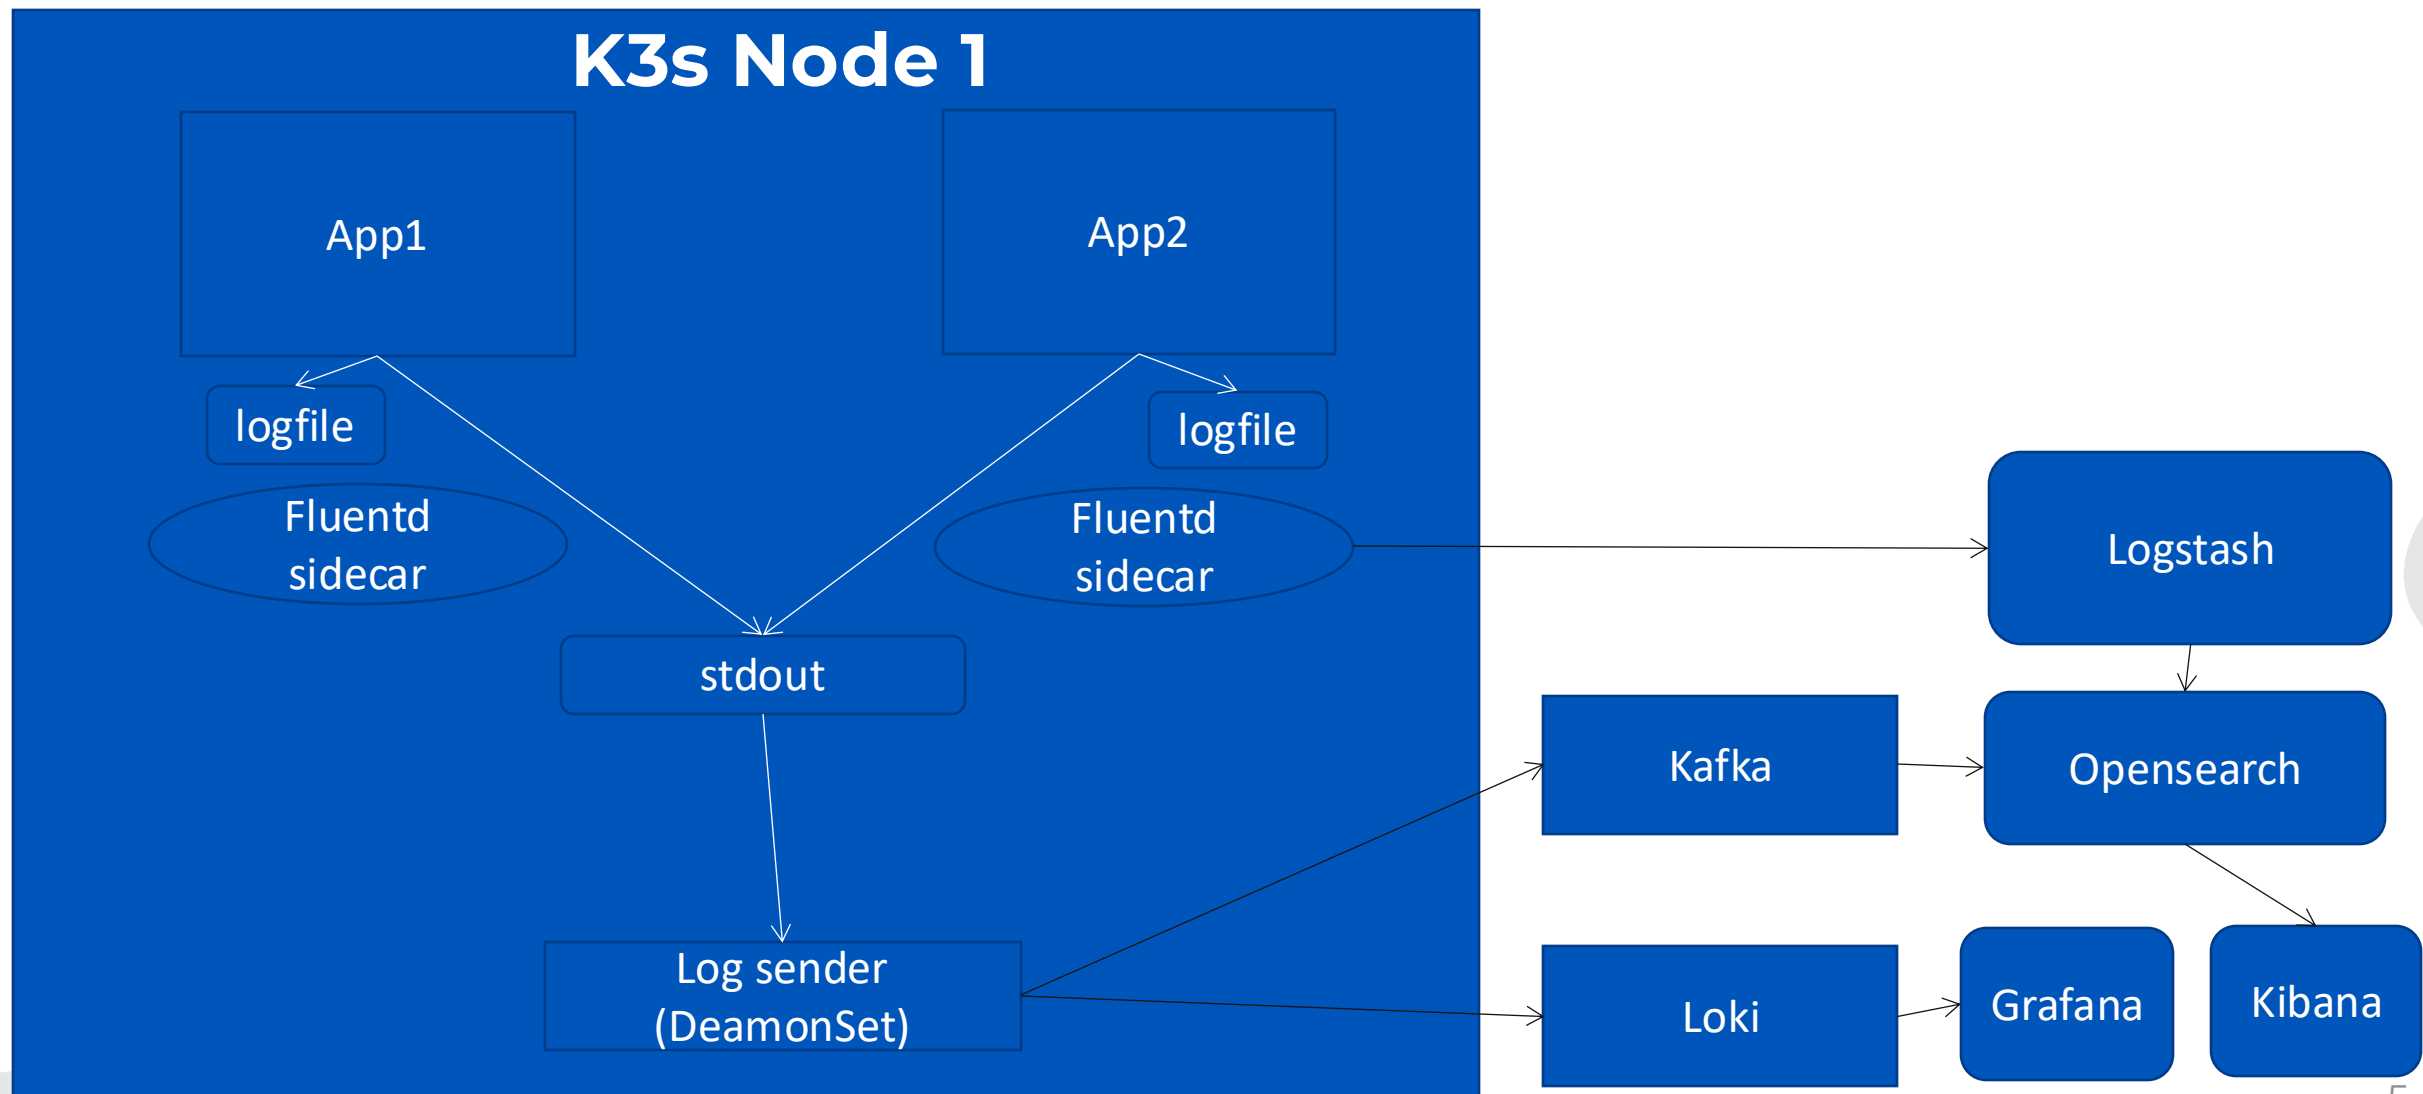 K3s Node 1
App1
App2
logfile
logfile
Fluentd
sidecar
Fluentd
sidecar
Logstash
stdout
Kafka
Opensearch
Log sender
(DeamonSet)
Loki
Grafana
Kibana